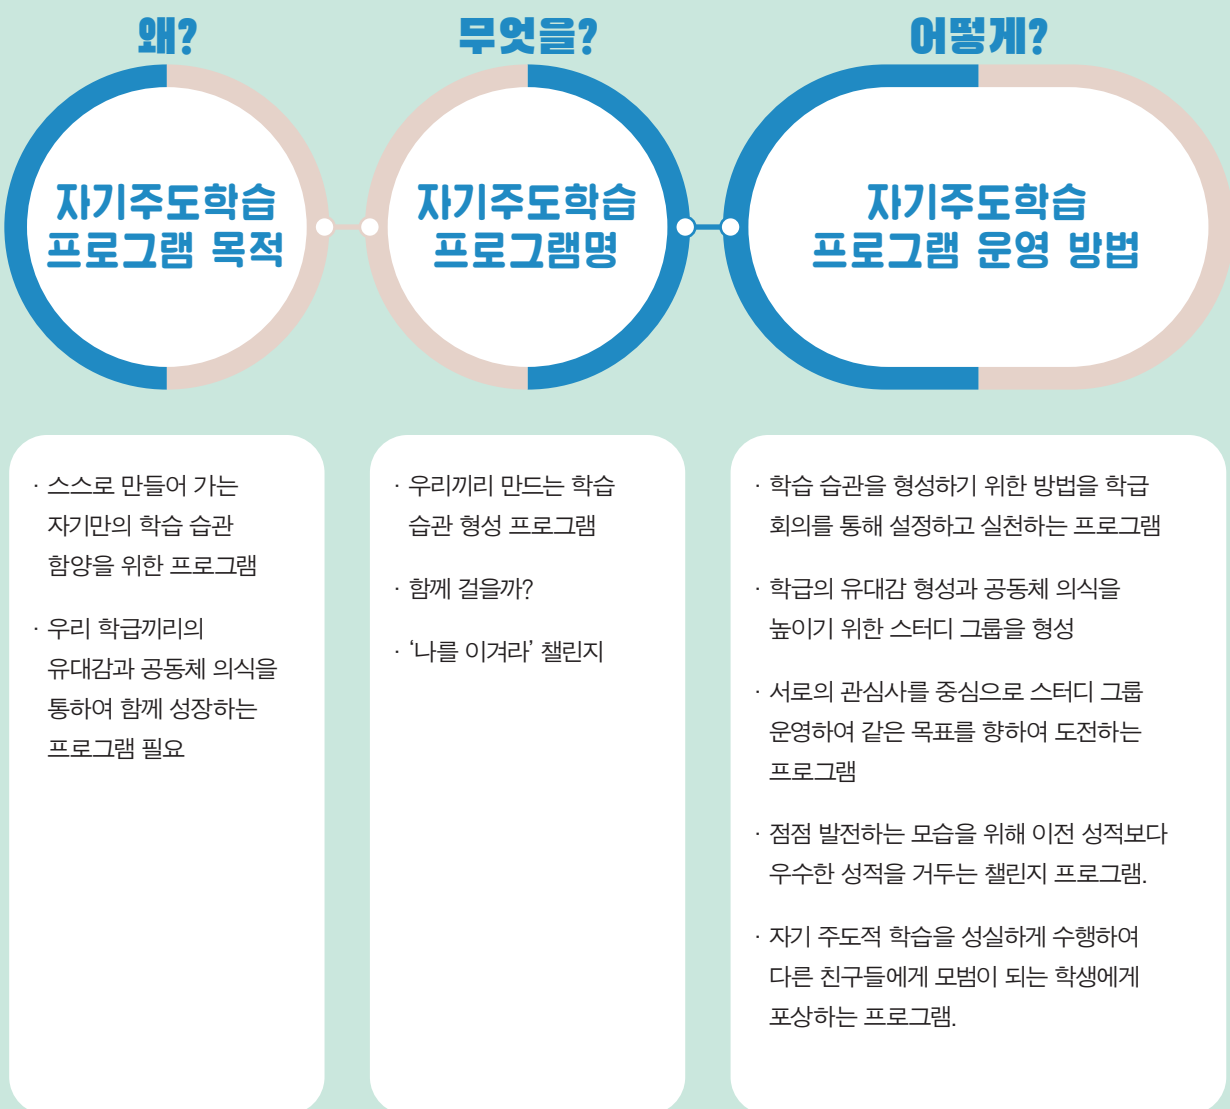 왜?
자기주도학습
프로그램 목적
· 스스로 만들어 가는
자기만의 학습 습관
함양을 위한 프로그램
· 우리 학급끼리의
유대감과 공동체 의식을
통하여 함께 성장하는
프로그램 필요
무엇을?
자기주도학습
프로그램명
· 우리끼리 만드는 학습
습관 형성 프로그램
· 함께 걸을까?
· ‘나를 이겨라’ 챌린지
어떻게?
자기주도학습
프로그램 운영 방법
· 학습 습관을 형성하기 위한 방법을 학급
회의를 통해 설정하고 실천하는 프로그램
· 학급의 유대감 형성과 공동체 의식을
높이기 위한 스터디 그룹을 형성
· 서로의 관심사를 중심으로 스터디 그룹
운영하여 같은 목표를 향하여 도전하는
프로그램
· 점점 발전하는 모습을 위해 이전 성적보다
우수한 성적을 거두는 챌린지 프로그램.
· 자기 주도적 학습을 성실하게 수행하여
다른 친구들에게 모범이 되는 학생에게
포상하는 프로그램.